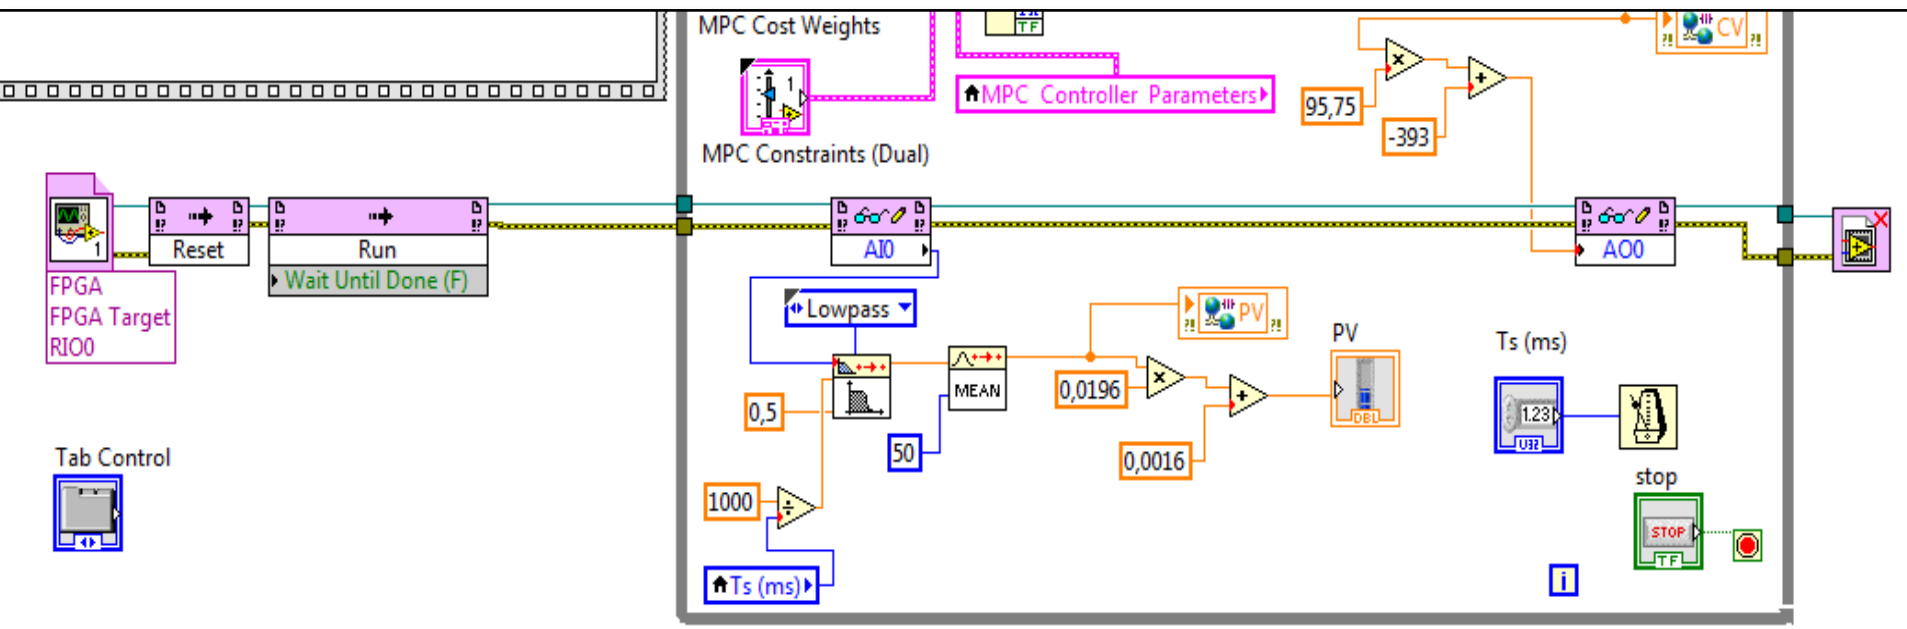 MPC Cost Weights
TF
CV
1
MPC Controller Parameters
95,75
-393
MPC Constraints (Dual)
1
Reset
Run
Wait Until Done (F)
AI0
AO0
FPGA
FPGA Target
RIO0
Lowpass
PV
PV
DBL
Ts (ms)
1.23
U32
0,5
MEAN
0,0196
50
0,0016
Tab Control
1000
stop
STOP
TF
Ts (ms)
i